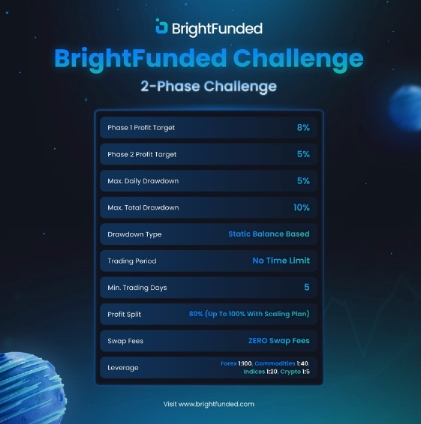 BrightFunded
BrightFunded Challenge
2-Phase Challenge
Phase 1 Profit Target 8%
Phase 2 Profit Target 5%
Max. Daily Drawdown 5%
Max. Total Drawdown 10%
Drawdown Type Static Balance Based
Trading Period No Time Limit
Min. Trading Days 5
Profit Split 80% (Up To 100% With Scaling Plan)
Swap Fees ZERO Swap Fees
Leverage Forex 1:100, Commodities 1:40,
Indices 1:20, Crypto 1:5
Visit www.brightfunded.com